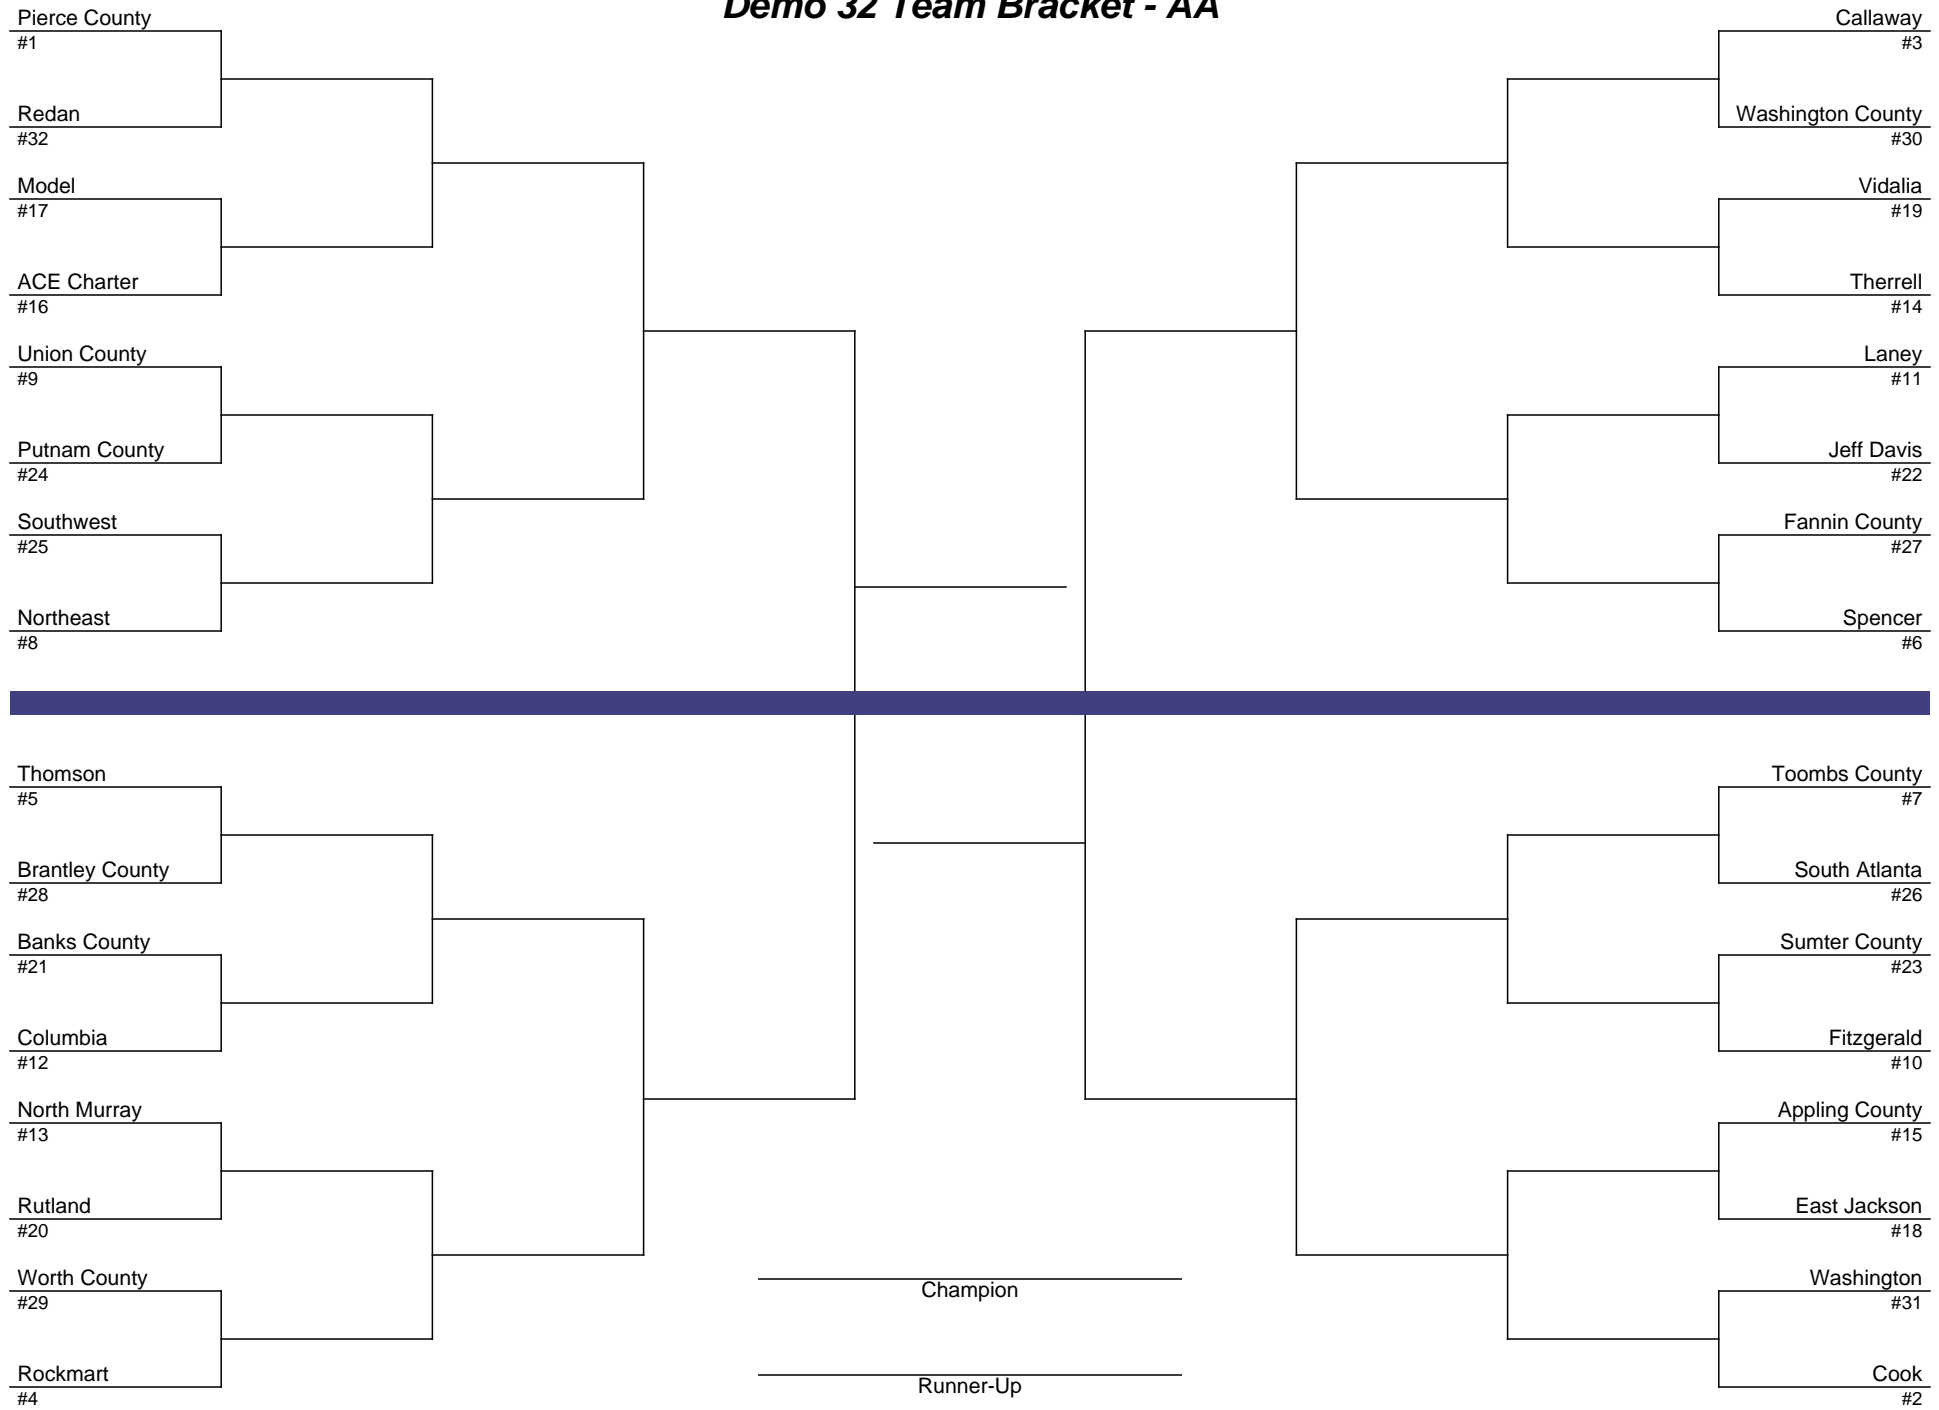 Demo 32 Team Bracket - AA
Pierce County
#1
Redan
#32
Model
#17
ACE Charter
#16
Union County
#9
Putnam County
#24
Southwest
#25
Northeast
#8
Thomson
#5
Brantley County
#28
Banks County
#21
Columbia
#12
North Murray
#13
Rutland
#20
Worth County
#29
Rockmart
#4
Callaway
#3
Washington County
#30
Vidalia
#19
Therrell
#14
Laney
#11
Jeff Davis
#22
Fannin County
#27
Spencer
#6
Toombs County
#7
South Atlanta
#26
Sumter County
#23
Fitzgerald
#10
Appling County
#15
East Jackson
#18
Washington
#31
Cook
#2
Champion
Runner-Up